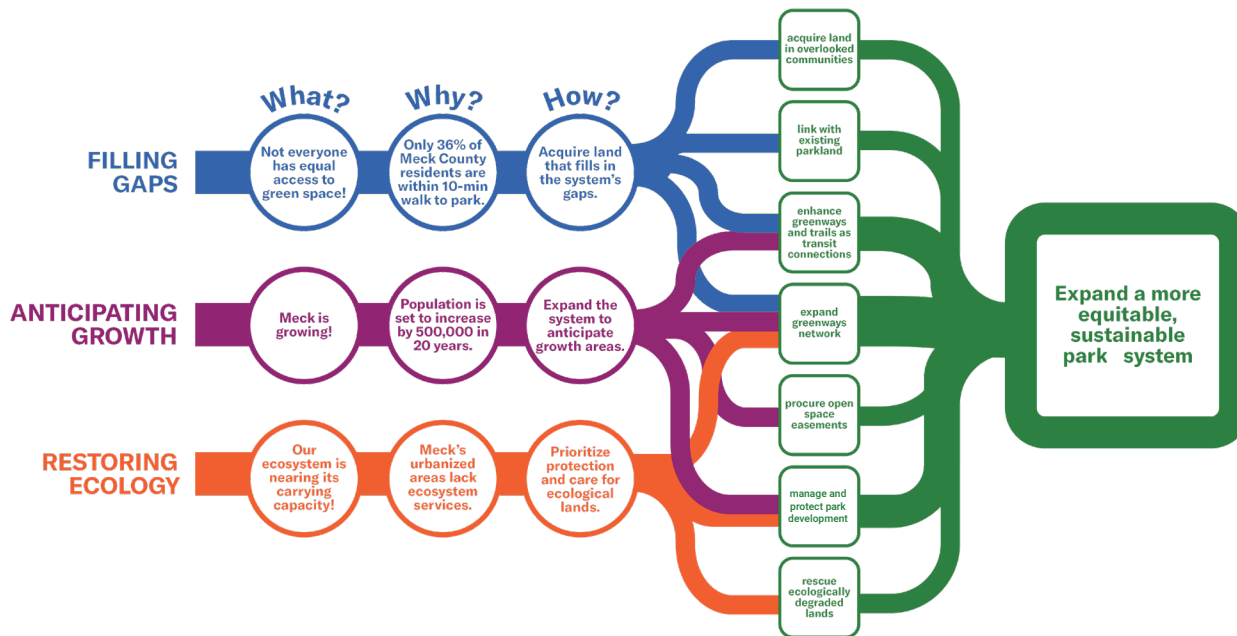 What?
Why?
How?
FILLING
GAPS
Not everyone
has equal
access to
green space!
Only 36% of
Meck County
residents are
within 10-min
walk to park.
Acquire land
that fills in
the system's
gaps.
ANTICIPATING
GROWTH
Meck is
growing!
Population is
set to increase
by 500,000 in
20 years.
Expand the
system to
anticipate
growth areas.
RESTORING
ECOLOGY
Our
ecosystem is
nearing its
carrying
capacity!
Meck's
urbanized
areas lack
ecosystem
services.
Prioritize
protection
and care for
ecological
lands.
acquire land
in overlooked
communities
link with
existing
parkland
enhance
greenways
and trails as
transit
connections
expand
greenways
network
procure open
space
easements
manage and
protect park
development
rescue
ecologically
degraded
lands
Expand a more
equitable,
sustainable
park system